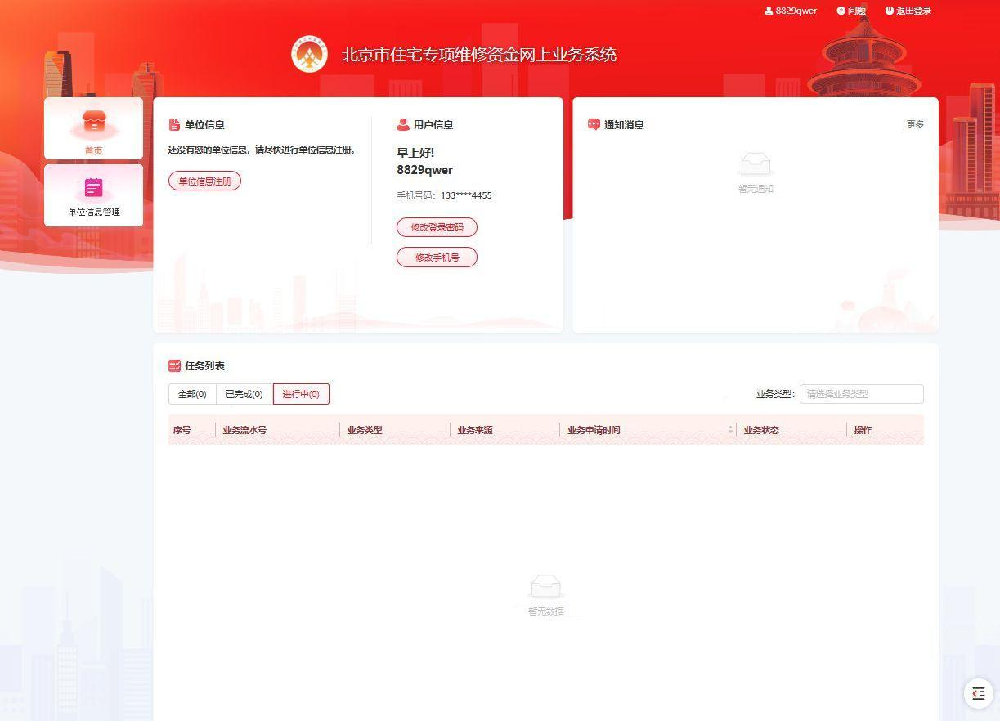 8829qwer 问题 退出登录
北京市住宅专项维修资金网上业务系统
首页
单位信息管理
单位信息
还没有您的单位信息，请尽快进行单位信息注册。
单位信息注册
用户信息
早上好!
8829qwer
手机号码：133****4455
修改登录密码
修改手机号
通知消息 更多
暂无通知
任务列表
全部(0) 已完成(0) 进行中(0) 业务类型： 请选择业务类型
序号 业务流水号 业务类型 业务来源 业务申请时间 业务状态 操作
暂无数据